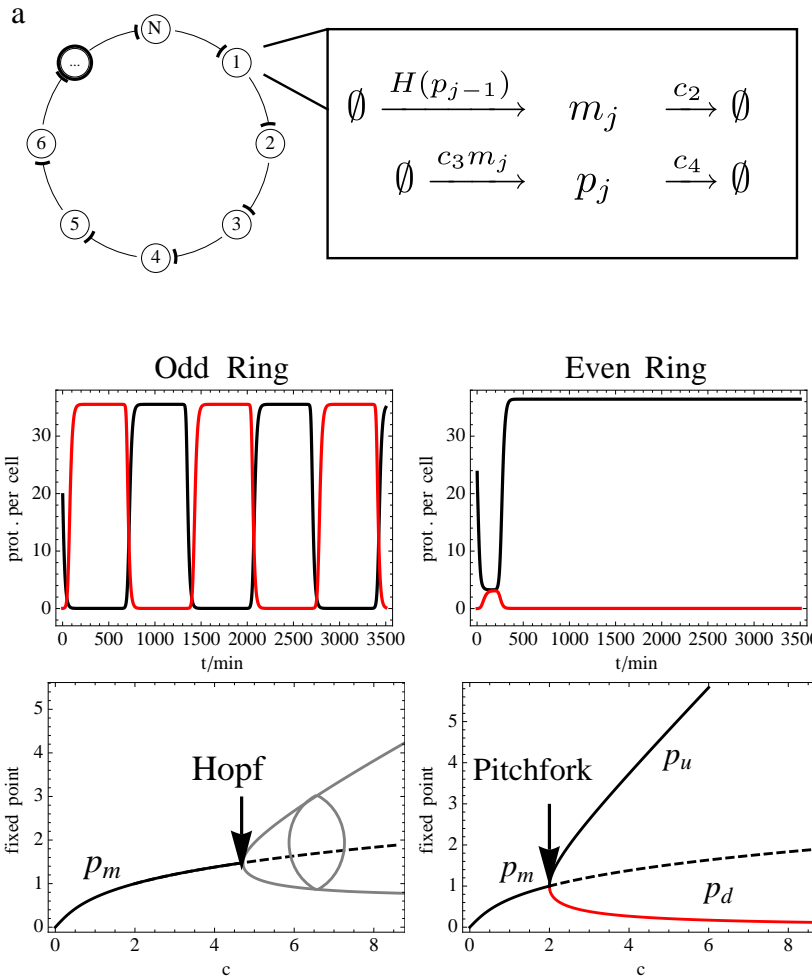 a
N
1
2
3
4
5
6
...
∅ H(p_{j−1}) m_j c_2 ∅
∅ c_3 m_j p_j c_4 ∅
Odd Ring
prot . per cell
30
20
10
0
0 500 1000 1500 2000 2500 3000 3500
t/min
Even Ring
prot . per cell
30
20
10
0
0 500 1000 1500 2000 2500 3000 3500
t/min
fixed point
5
4
3
2
1
0
Hopf
p_m
0 2 4 6 8
c
fixed point
5
4
3
2
1
0
Pitchfork
p_u
p_m
p_d
0 2 4 6 8
c